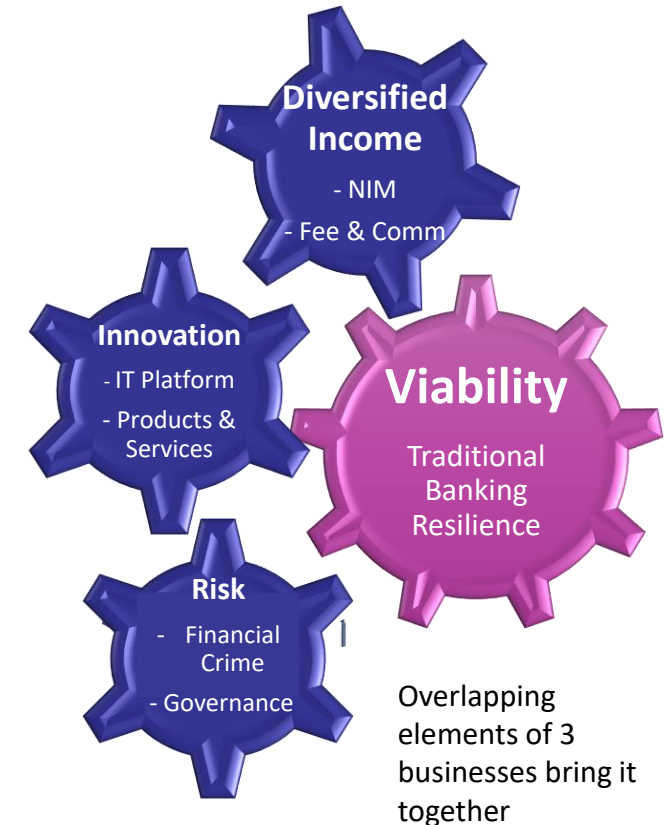 Diversified
Income
- NIM
- Fee & Comm
Innovation
- IT Platform
- Products &
Services
Viability
Traditional
Banking
Resilience
Risk
- Financial
Crime
- Governance
Overlapping
elements of 3
businesses bring it
together